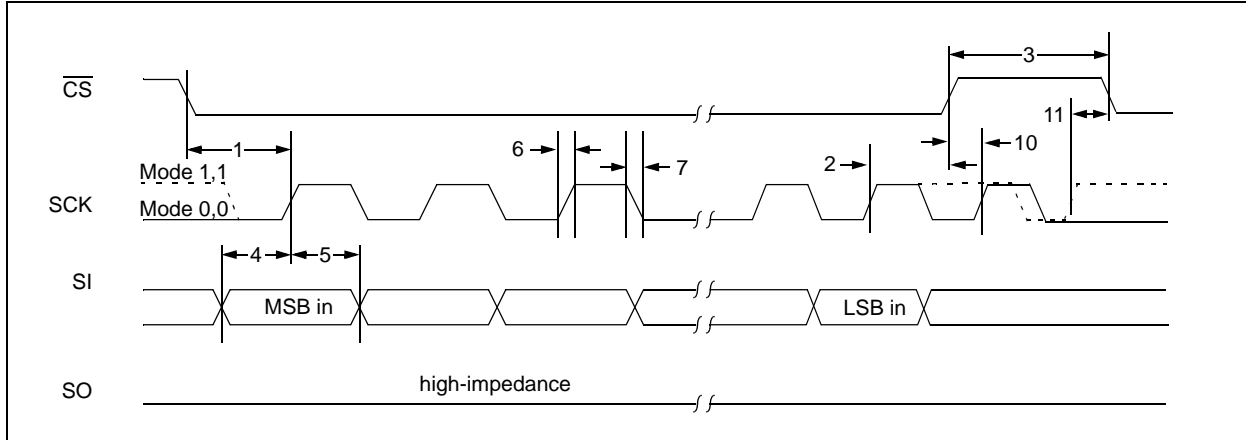 3
CS
11
1
6
10
Mode 1,1
7
2
SCK
Mode 0,0
4
5
SI
MSB in
LSB in
high-impedance
SO